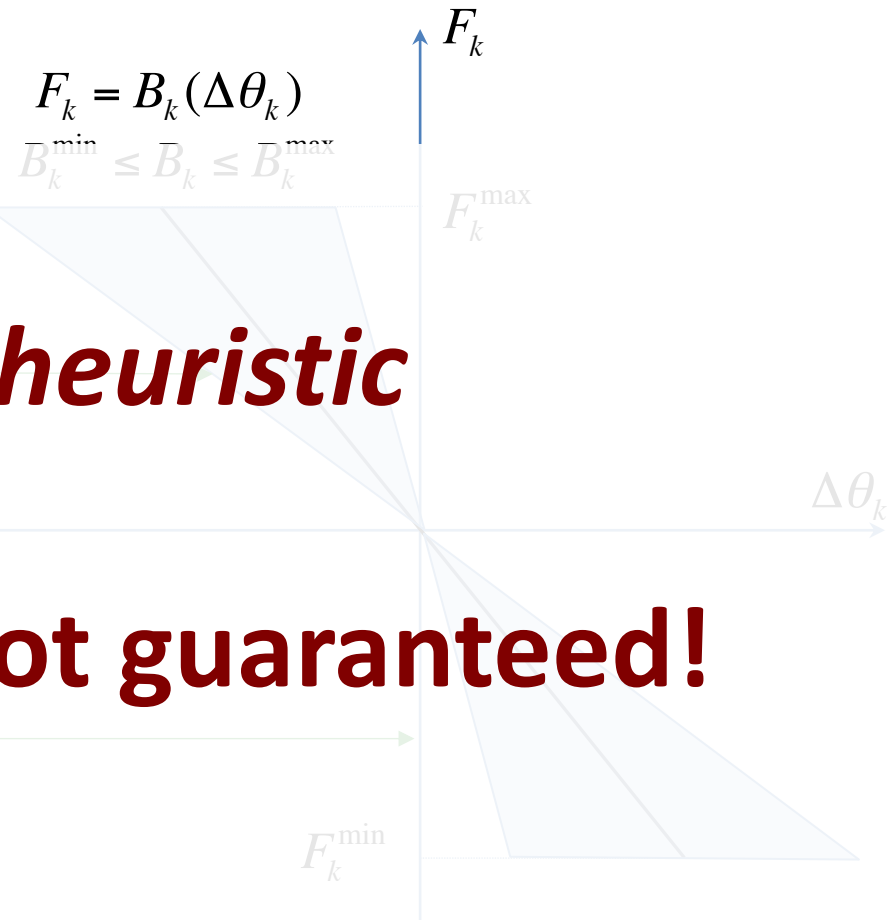 F_k
F_k = B_k(Δθ_k)
B_k^min ≤ B_k ≤ B_k^max
F_k^max
heuristic
Δθ_k
ot guaranteed!
F_k^min